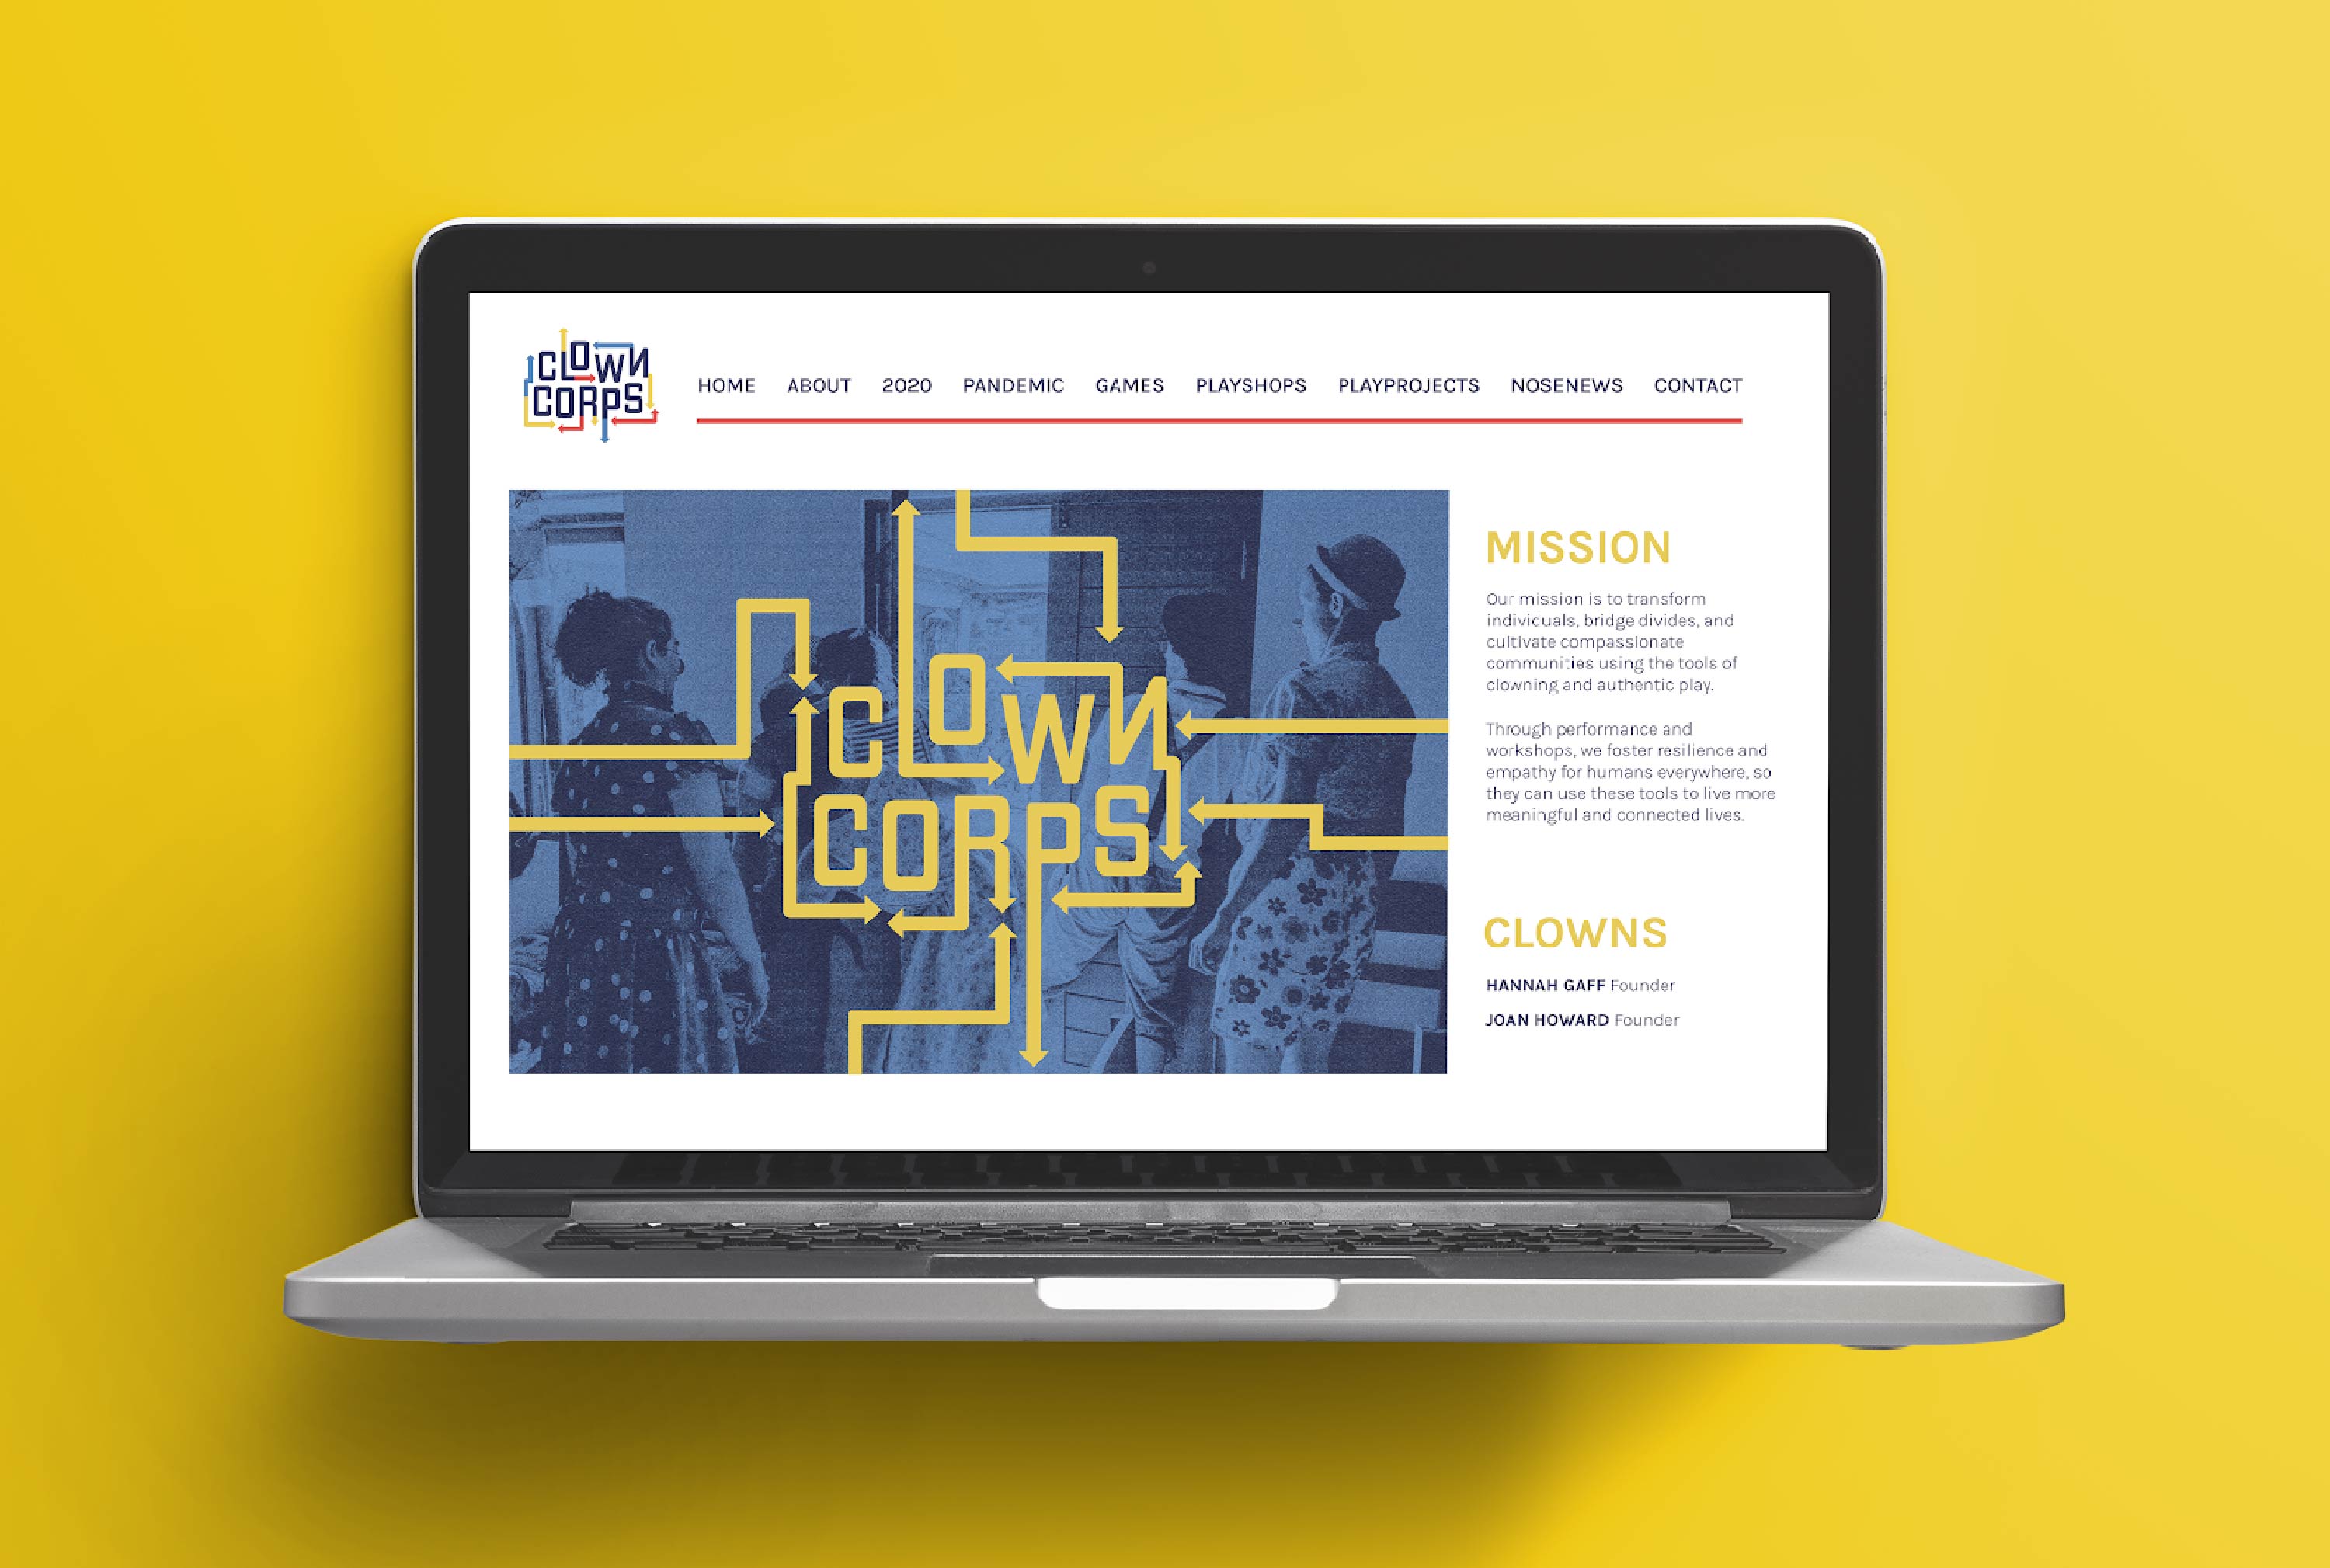 CLOWN
CORPS
HOME ABOUT 2020 PANDEMIC GAMES PLAYSHOPS PLAYPROJECTS NOSENEWS CONTACT
CLOWN
CORPS
MISSION
Our mission is to transform
individuals, bridge divides, and
cultivate compassionate
communities using the tools of
clowning and authentic play.
Through performance and
workshops, we foster resilience and
empathy for humans everywhere, so
they can use these tools to live more
meaningful and connected lives.
CLOWNS
HANNAH GAFF Founder
JOAN HOWARD Founder